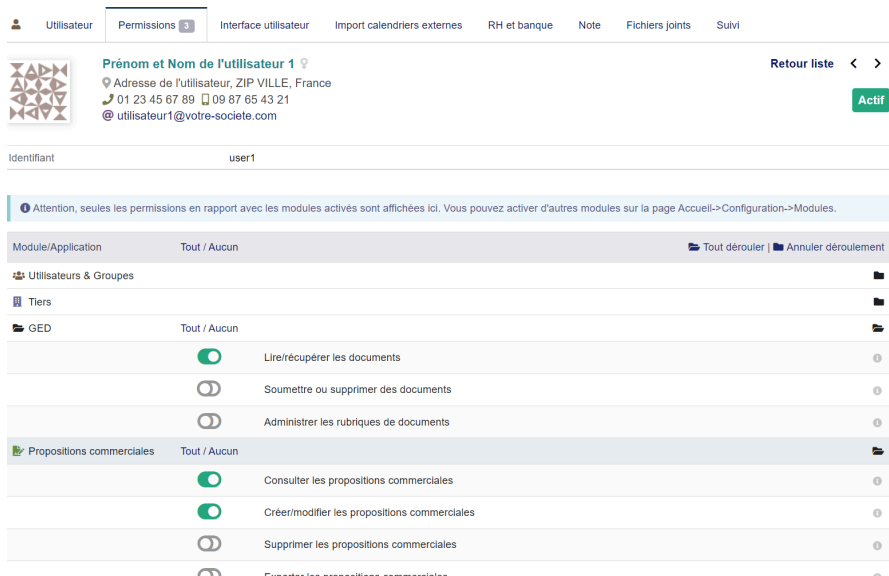 Utilisateur Permissions 3 Interface utilisateur Import calendriers externes RH et banque Note Fichiers joints Suivi
Prénom et Nom de l'utilisateur 1 Retour liste
Adresse de l'utilisateur, ZIP VILLE, France
01 23 45 67 89 09 87 65 43 21 Actif
@ utilisateur1@votre-societe.com
Identifiant user1
Attention, seules les permissions en rapport avec les modules activés sont affichées ici. Vous pouvez activer d'autres modules sur la page Accueil->Configuration->Modules.
Module/Application Tout / Aucun Tout dérouler | Annuler déroulement
Utilisateurs & Groupes
Tiers
GED Tout / Aucun
Lire/récupérer les documents
Soumettre ou supprimer des documents
Administrer les rubriques de documents
Propositions commerciales Tout / Aucun
Consulter les propositions commerciales
Créer/modifier les propositions commerciales
Supprimer les propositions commerciales
Exporter les propositions commerciales